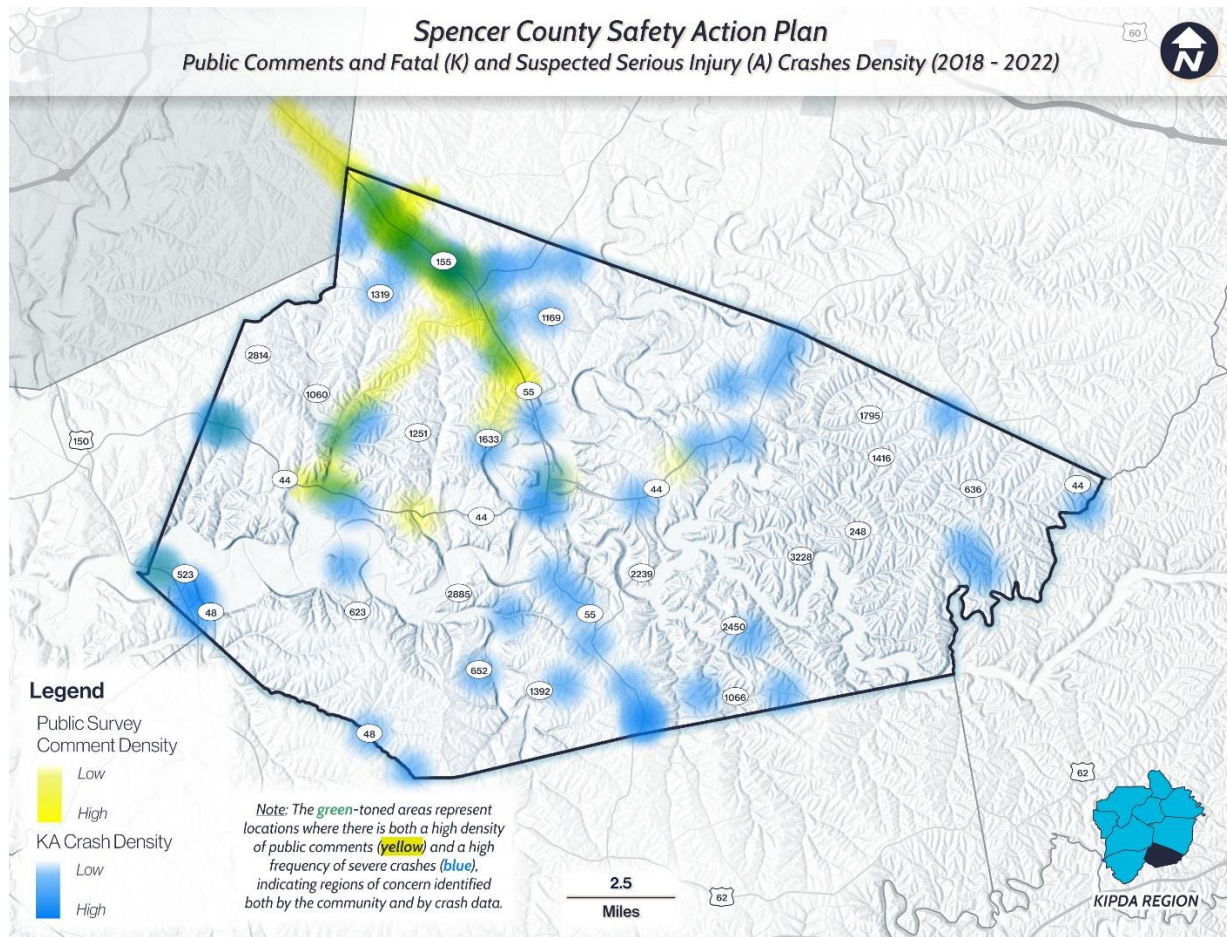 Spencer County Safety Action Plan
Public Comments and Fatal (K) and Suspected Serious Injury (A) Crashes Density (2018 - 2022)
60
N
155
1319
1169
2814
1060
55
1795
150
1251
1633
1416
44
44
636
44
44
248
3228
523
2239
2885
48
623
55
2450
652
1392
1066
48
Legend
Public Survey
Comment Density
Low
High
KA Crash Density
Low
High
Note: The green-toned areas represent
locations where there is both a high density
of public comments (yellow) and a high
frequency of severe crashes (blue),
indicating regions of concern identified
both by the community and by crash data.
2.5
Miles
62
62
KIPDA REGION